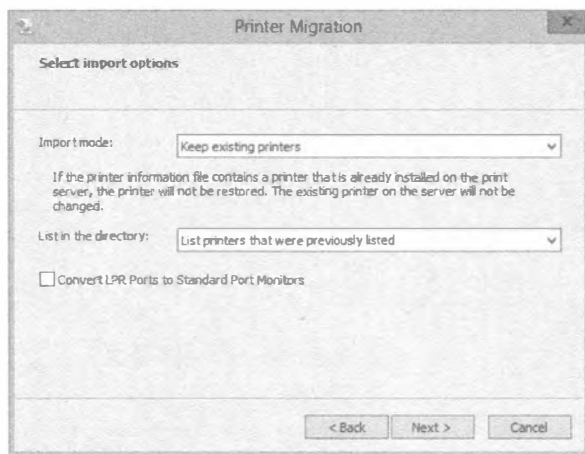 Printer Migration
Select import options
Import mode:
Keep existing printers
If the printer information file contains a printer that is already installed on the print
server, the printer will not be restored. The existing printer on the server will not be
changed.
List in the directory:
List printers that were previously listed
Convert LPR Ports to Standard Port Monitors
< Back
Next >
Cancel